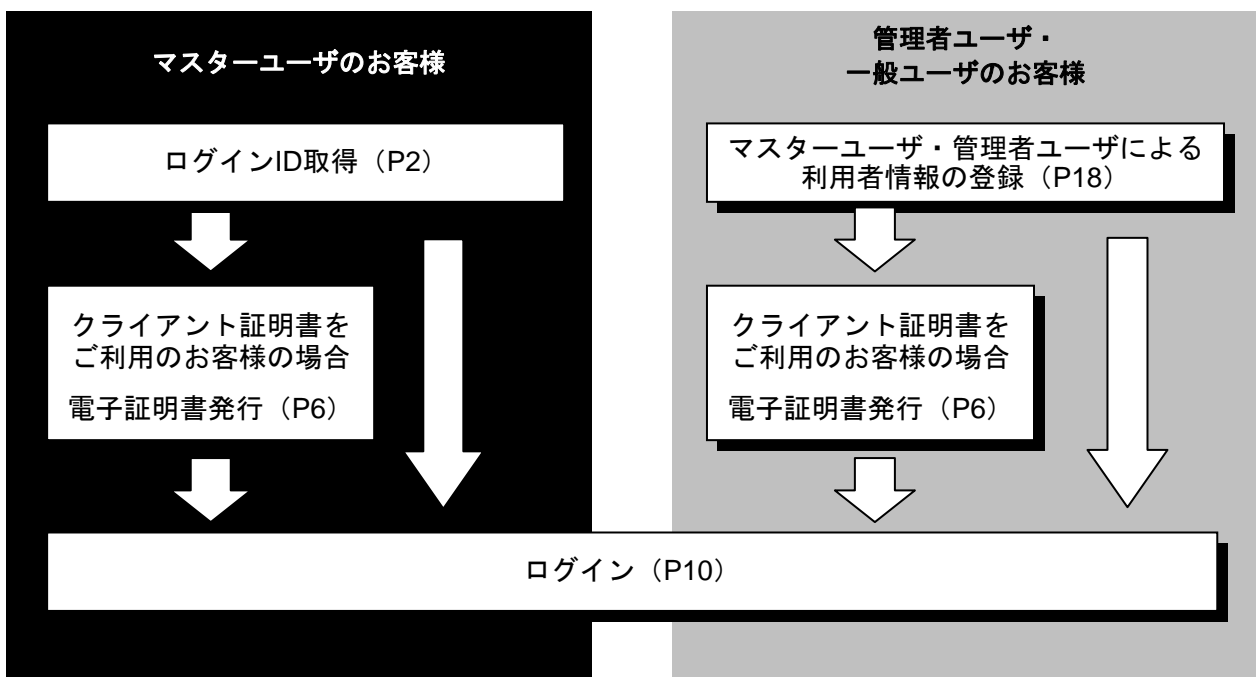 マスターユーザのお客様
ログインID取得（P2）
クライアント証明書を
ご利用のお客様の場合
電子証明書発行（P6）
管理者ユーザ・
一般ユーザのお客様
マスターユーザ・管理者ユーザによる
利用者情報の登録（P18）
クライアント証明書を
ご利用のお客様の場合
電子証明書発行（P6）
ログイン（P10）